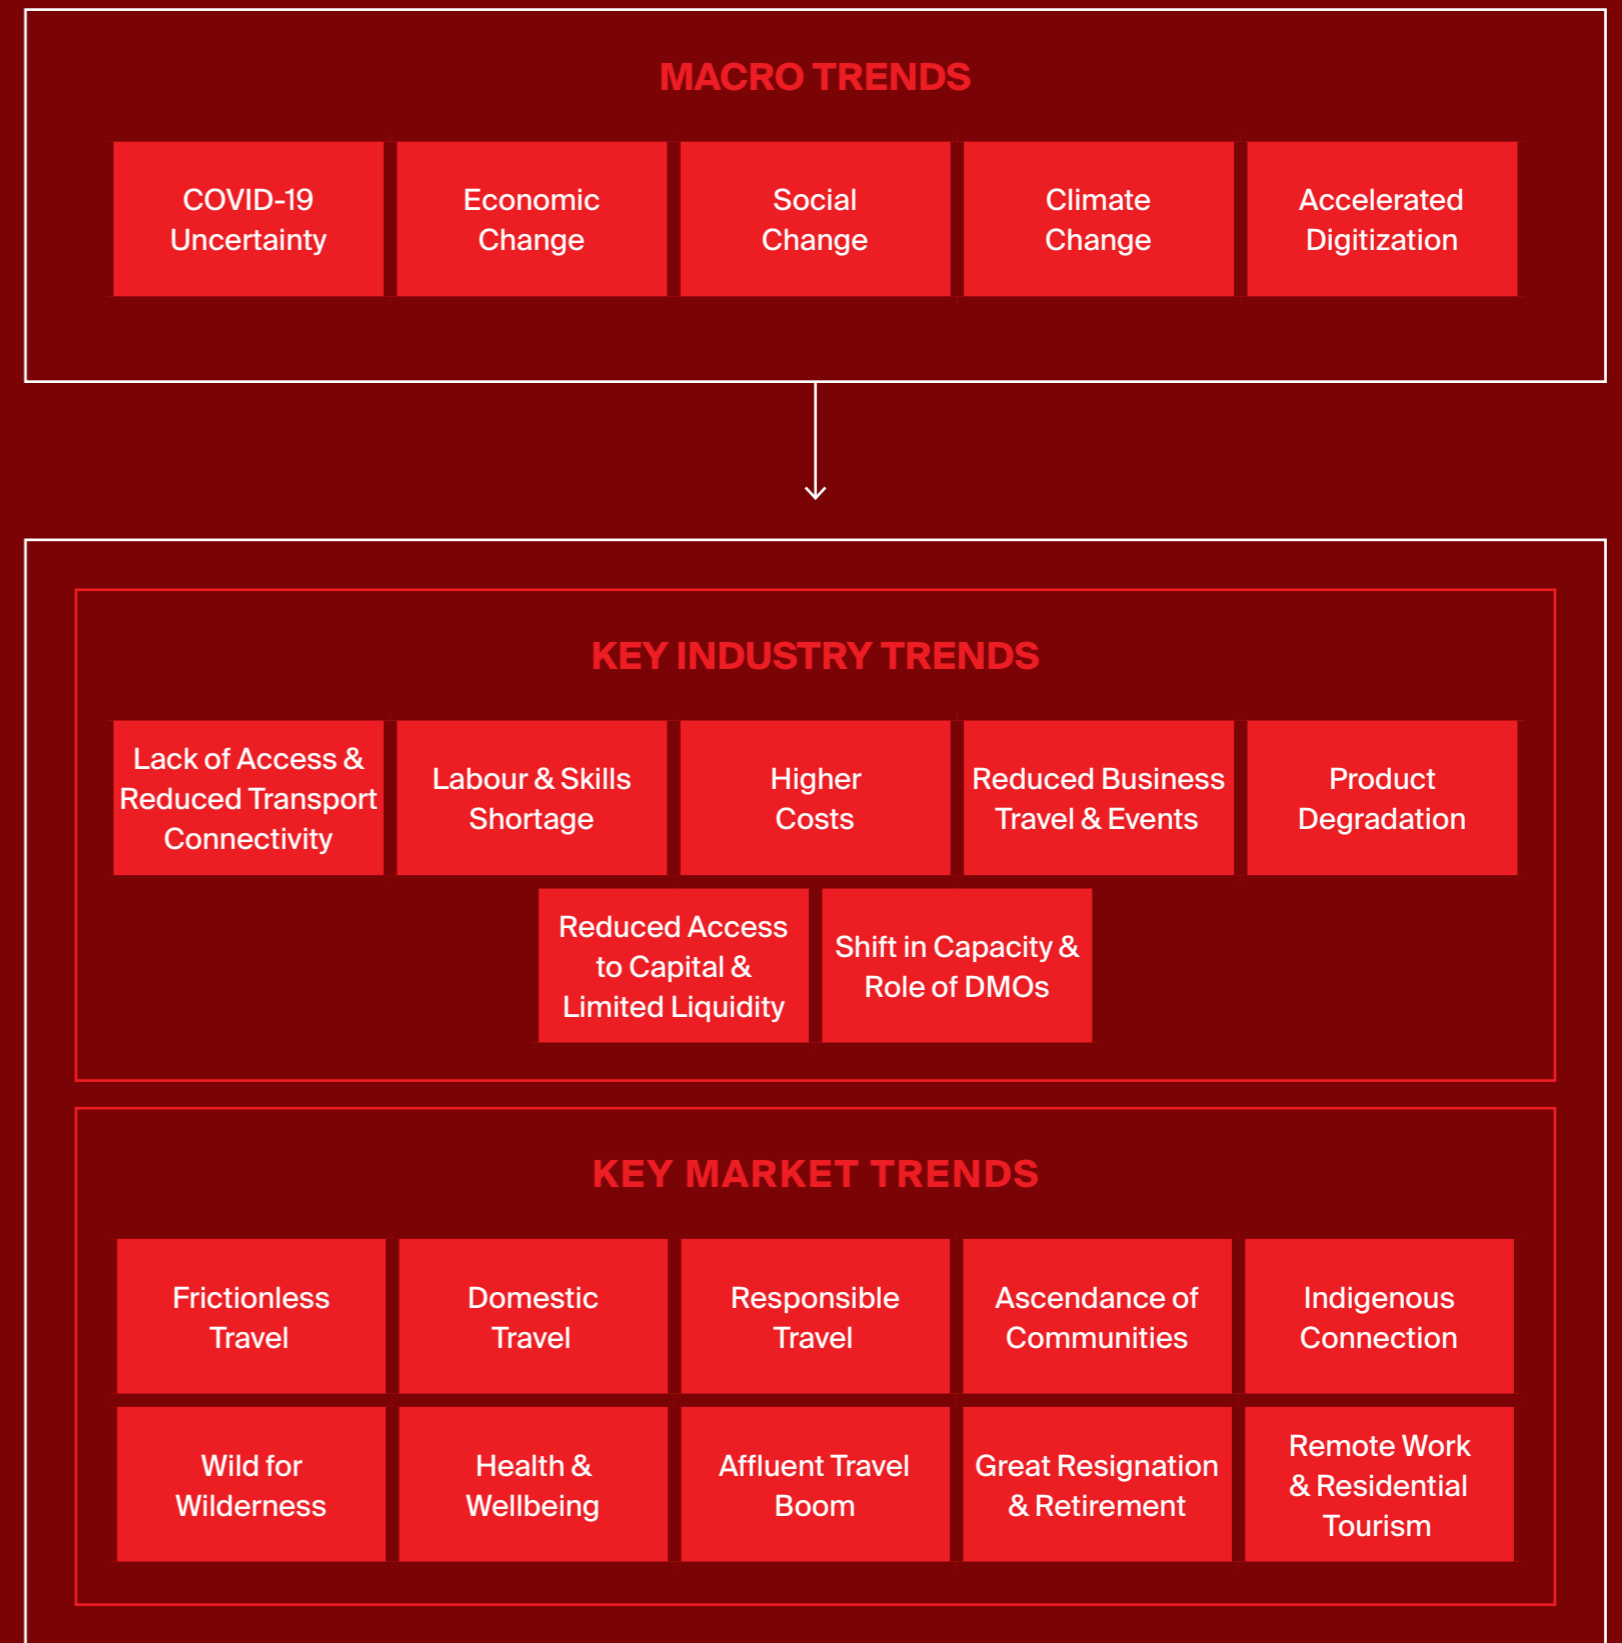 MACRO TRENDS
COVID-19
Uncertainty
Economic
Change
Social
Change
Climate
Change
Accelerated
Digitization
KEY INDUSTRY TRENDS
Lack of Access &
Reduced Transport
Connectivity
Labour & Skills
Shortage
Higher
Costs
Reduced Business
Travel & Events
Product
Degradation
Reduced Access
to Capital &
Limited Liquidity
Shift in Capacity &
Role of DMOs
KEY MARKET TRENDS
Frictionless
Travel
Domestic
Travel
Responsible
Travel
Ascendance of
Communities
Indigenous
Connection
Wild for
Wilderness
Health &
Wellbeing
Affluent Travel
Boom
Great Resignation
& Retirement
Remote Work
& Residential
Tourism